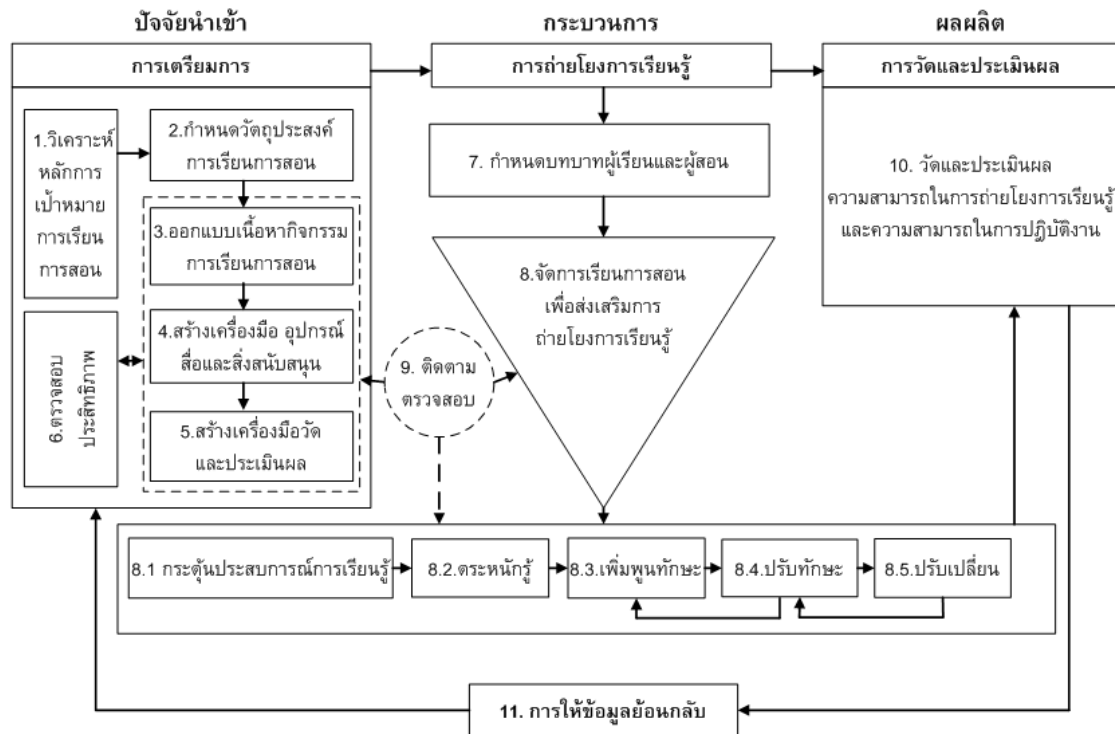 ปัจจัยนำเข้า
กระบวนการ
ผลผลิต
การเตรียมการ
การถ่ายโยงการเรียนรู้
การวัดและประเมินผล
1.วิเคราะห์
หลักการ
เป้าหมาย
การเรียน
การสอน
2.กำหนดวัตถุประสงค์
การเรียนการสอน
3.ออกแบบเนื้อหากิจกรรม
การเรียนการสอน
4.สร้างเครื่องมือ อุปกรณ์
สื่อและสิ่งสนับสนุน
5.สร้างเครื่องมือวัด
และประเมินผล
6.ตรวจสอบ
ประสิทธิภาพ
7. กำหนดบทบาทผู้เรียนและผู้สอน
8.จัดการเรียนการสอน
เพื่อส่งเสริมการ
ถ่ายโยงการเรียนรู้
9. ติดตาม
ตรวจสอบ
10. วัดและประเมินผล
ความสามารถในการถ่ายโยงการเรียนรู้
และความสามารถในการปฏิบัติงาน
8.1 กระตุ้นประสบการณ์การเรียนรู้
8.2.ตระหนักรู้
8.3.เพิ่มพูนทักษะ
8.4.ปรับทักษะ
8.5.ปรับเปลี่ยน
11. การให้ข้อมูลย้อนกลับ